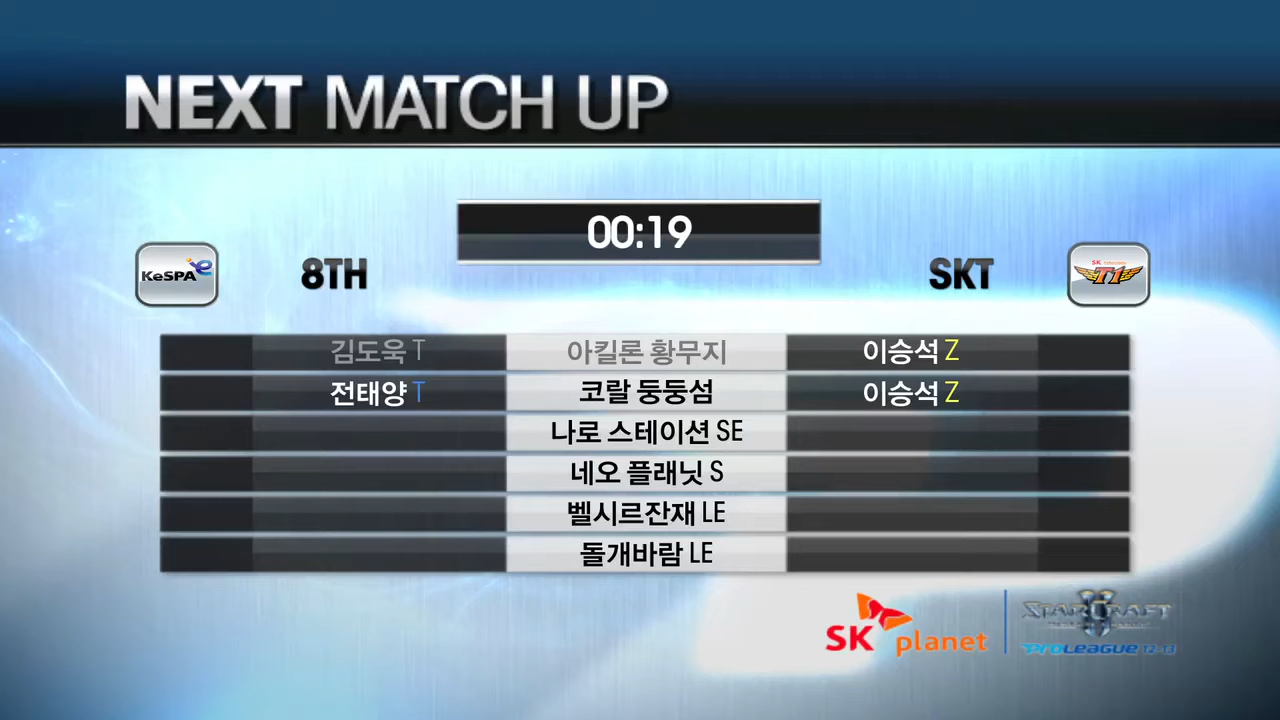 NEXT MATCH UP
00:19
KeSPA
8TH
SKT
SK
T1
김도욱 T 아킬론 황무지 이승석 Z
전태양 T 코랄 둥둥섬 이승석 Z
나로 스테이션 SE
네오 플래닛 S
벨시르잔재 LE
돌개바람 LE
SK planet
STARCRAFT
II
PROLEAGUE 12-13